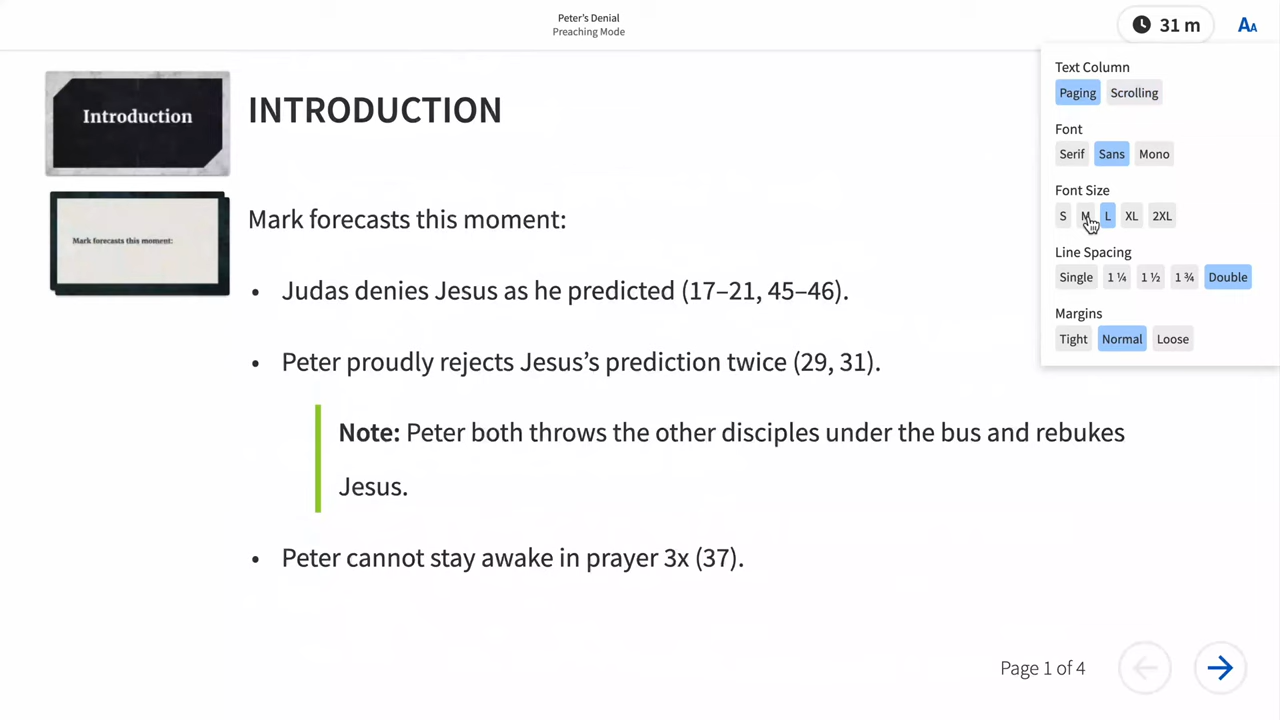 Peter's Denial
Preaching Mode
31 m
AA
Introduction
Mark forecasts this moment:
INTRODUCTION
Mark forecasts this moment:
• Judas denies Jesus as he predicted (17–21, 45–46).
• Peter proudly rejects Jesus's prediction twice (29, 31).
Note: Peter both throws the other disciples under the bus and rebukes
Jesus.
• Peter cannot stay awake in prayer 3x (37).
Text Column
Paging Scrolling
Font
Serif Sans Mono
Font Size
S M L XL 2XL
Line Spacing
Single 1 ¼ 1 ½ 1 ¾ Double
Margins
Tight Normal Loose
Page 1 of 4